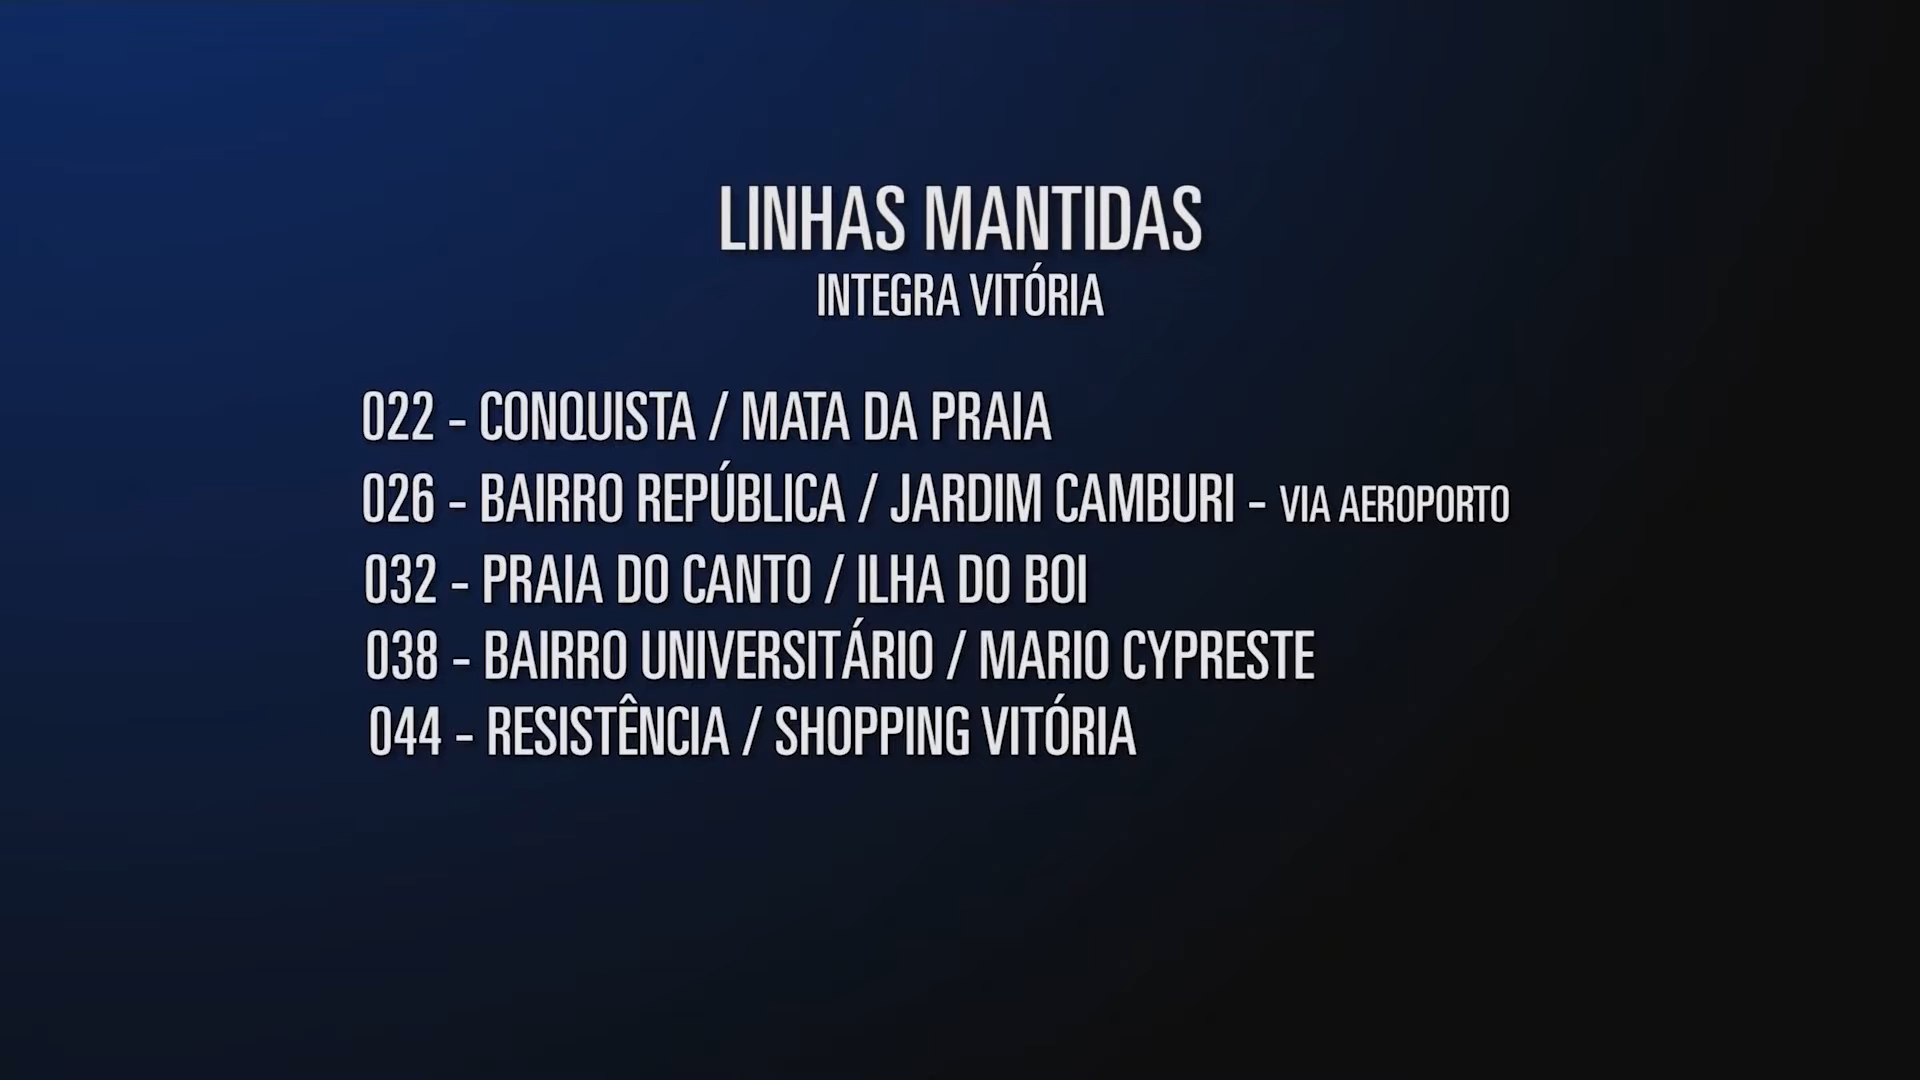 LINHAS MANTIDAS
INTEGRA VITÓRIA
022 - CONQUISTA / MATA DA PRAIA
026 - BAIRRO REPÚBLICA / JARDIM CAMBURI - VIA AEROPORTO
032 - PRAIA DO CANTO / ILHA DO BOI
038 - BAIRRO UNIVERSITÁRIO / MARIO CYPRESTE
044 - RESISTÊNCIA / SHOPPING VITÓRIA